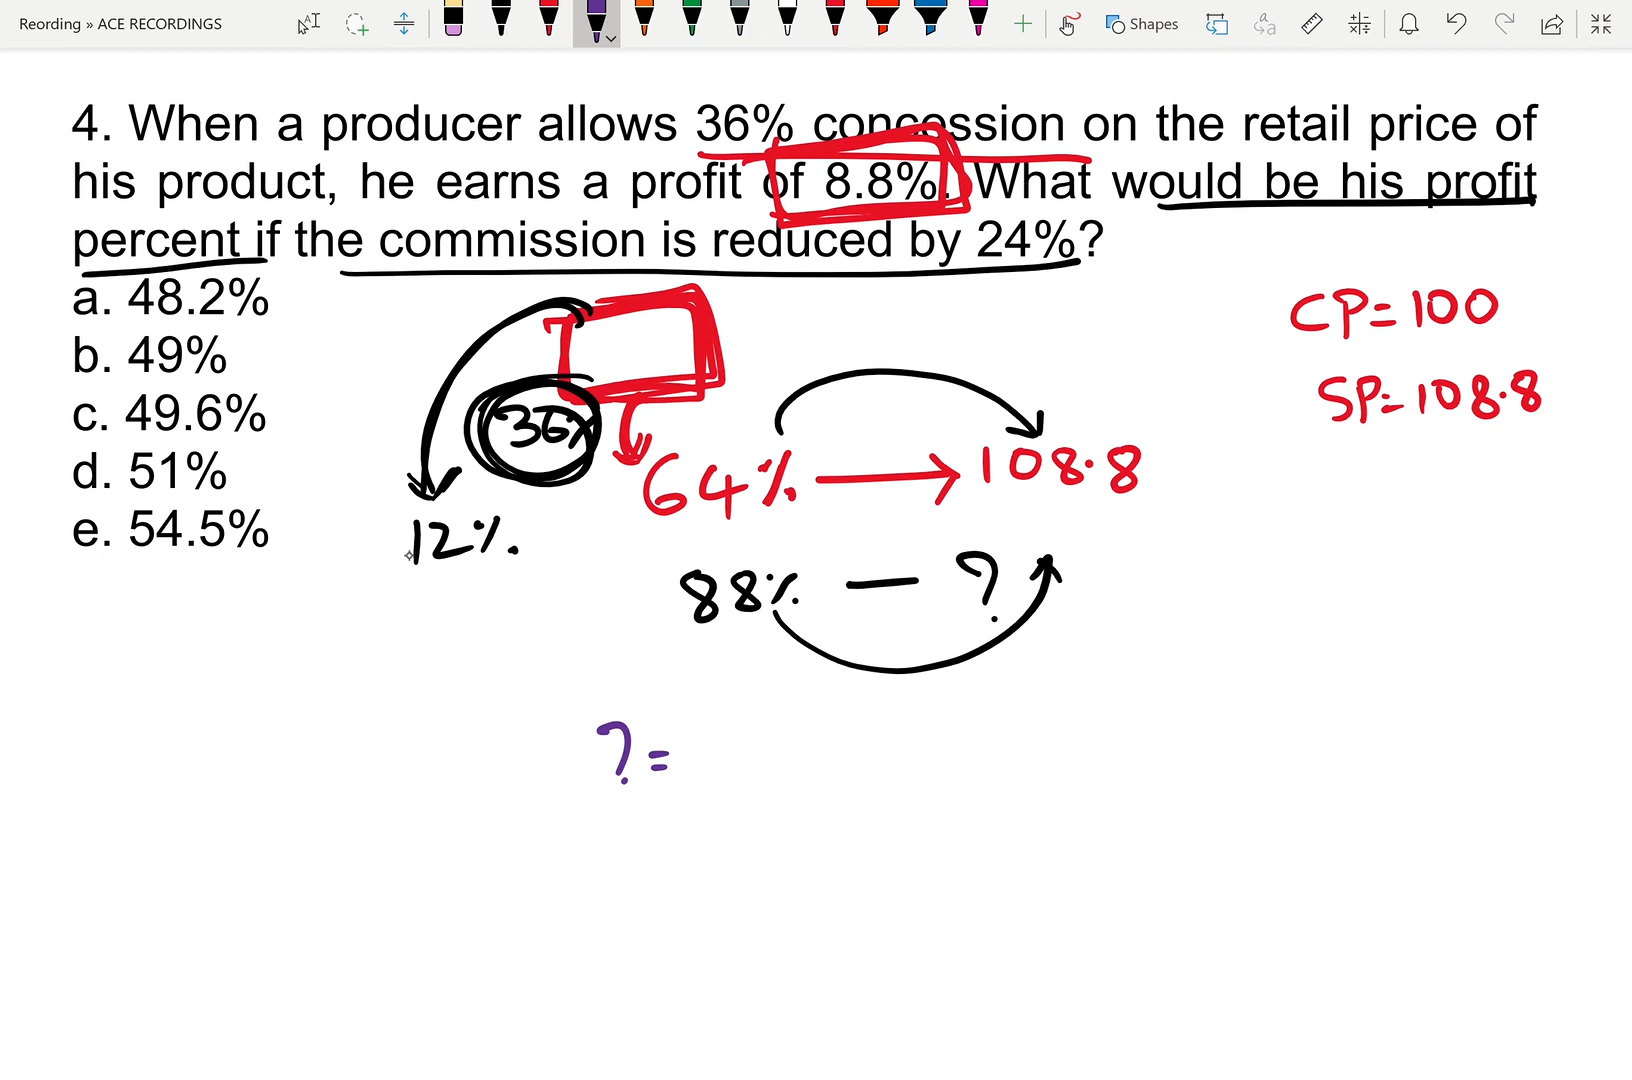 Reording » ACE RECORDINGS
Shapes
4. When a producer allows 36% concession on the retail price of
his product, he earns a profit of 8.8%. What would be his profit
percent if the commission is reduced by 24%?
a. 48.2%
b. 49%
c. 49.6%
d. 51%
e. 54.5%
CP=100
SP=108.8
36%
64% → 108.8
12%.
88% — ?
? =